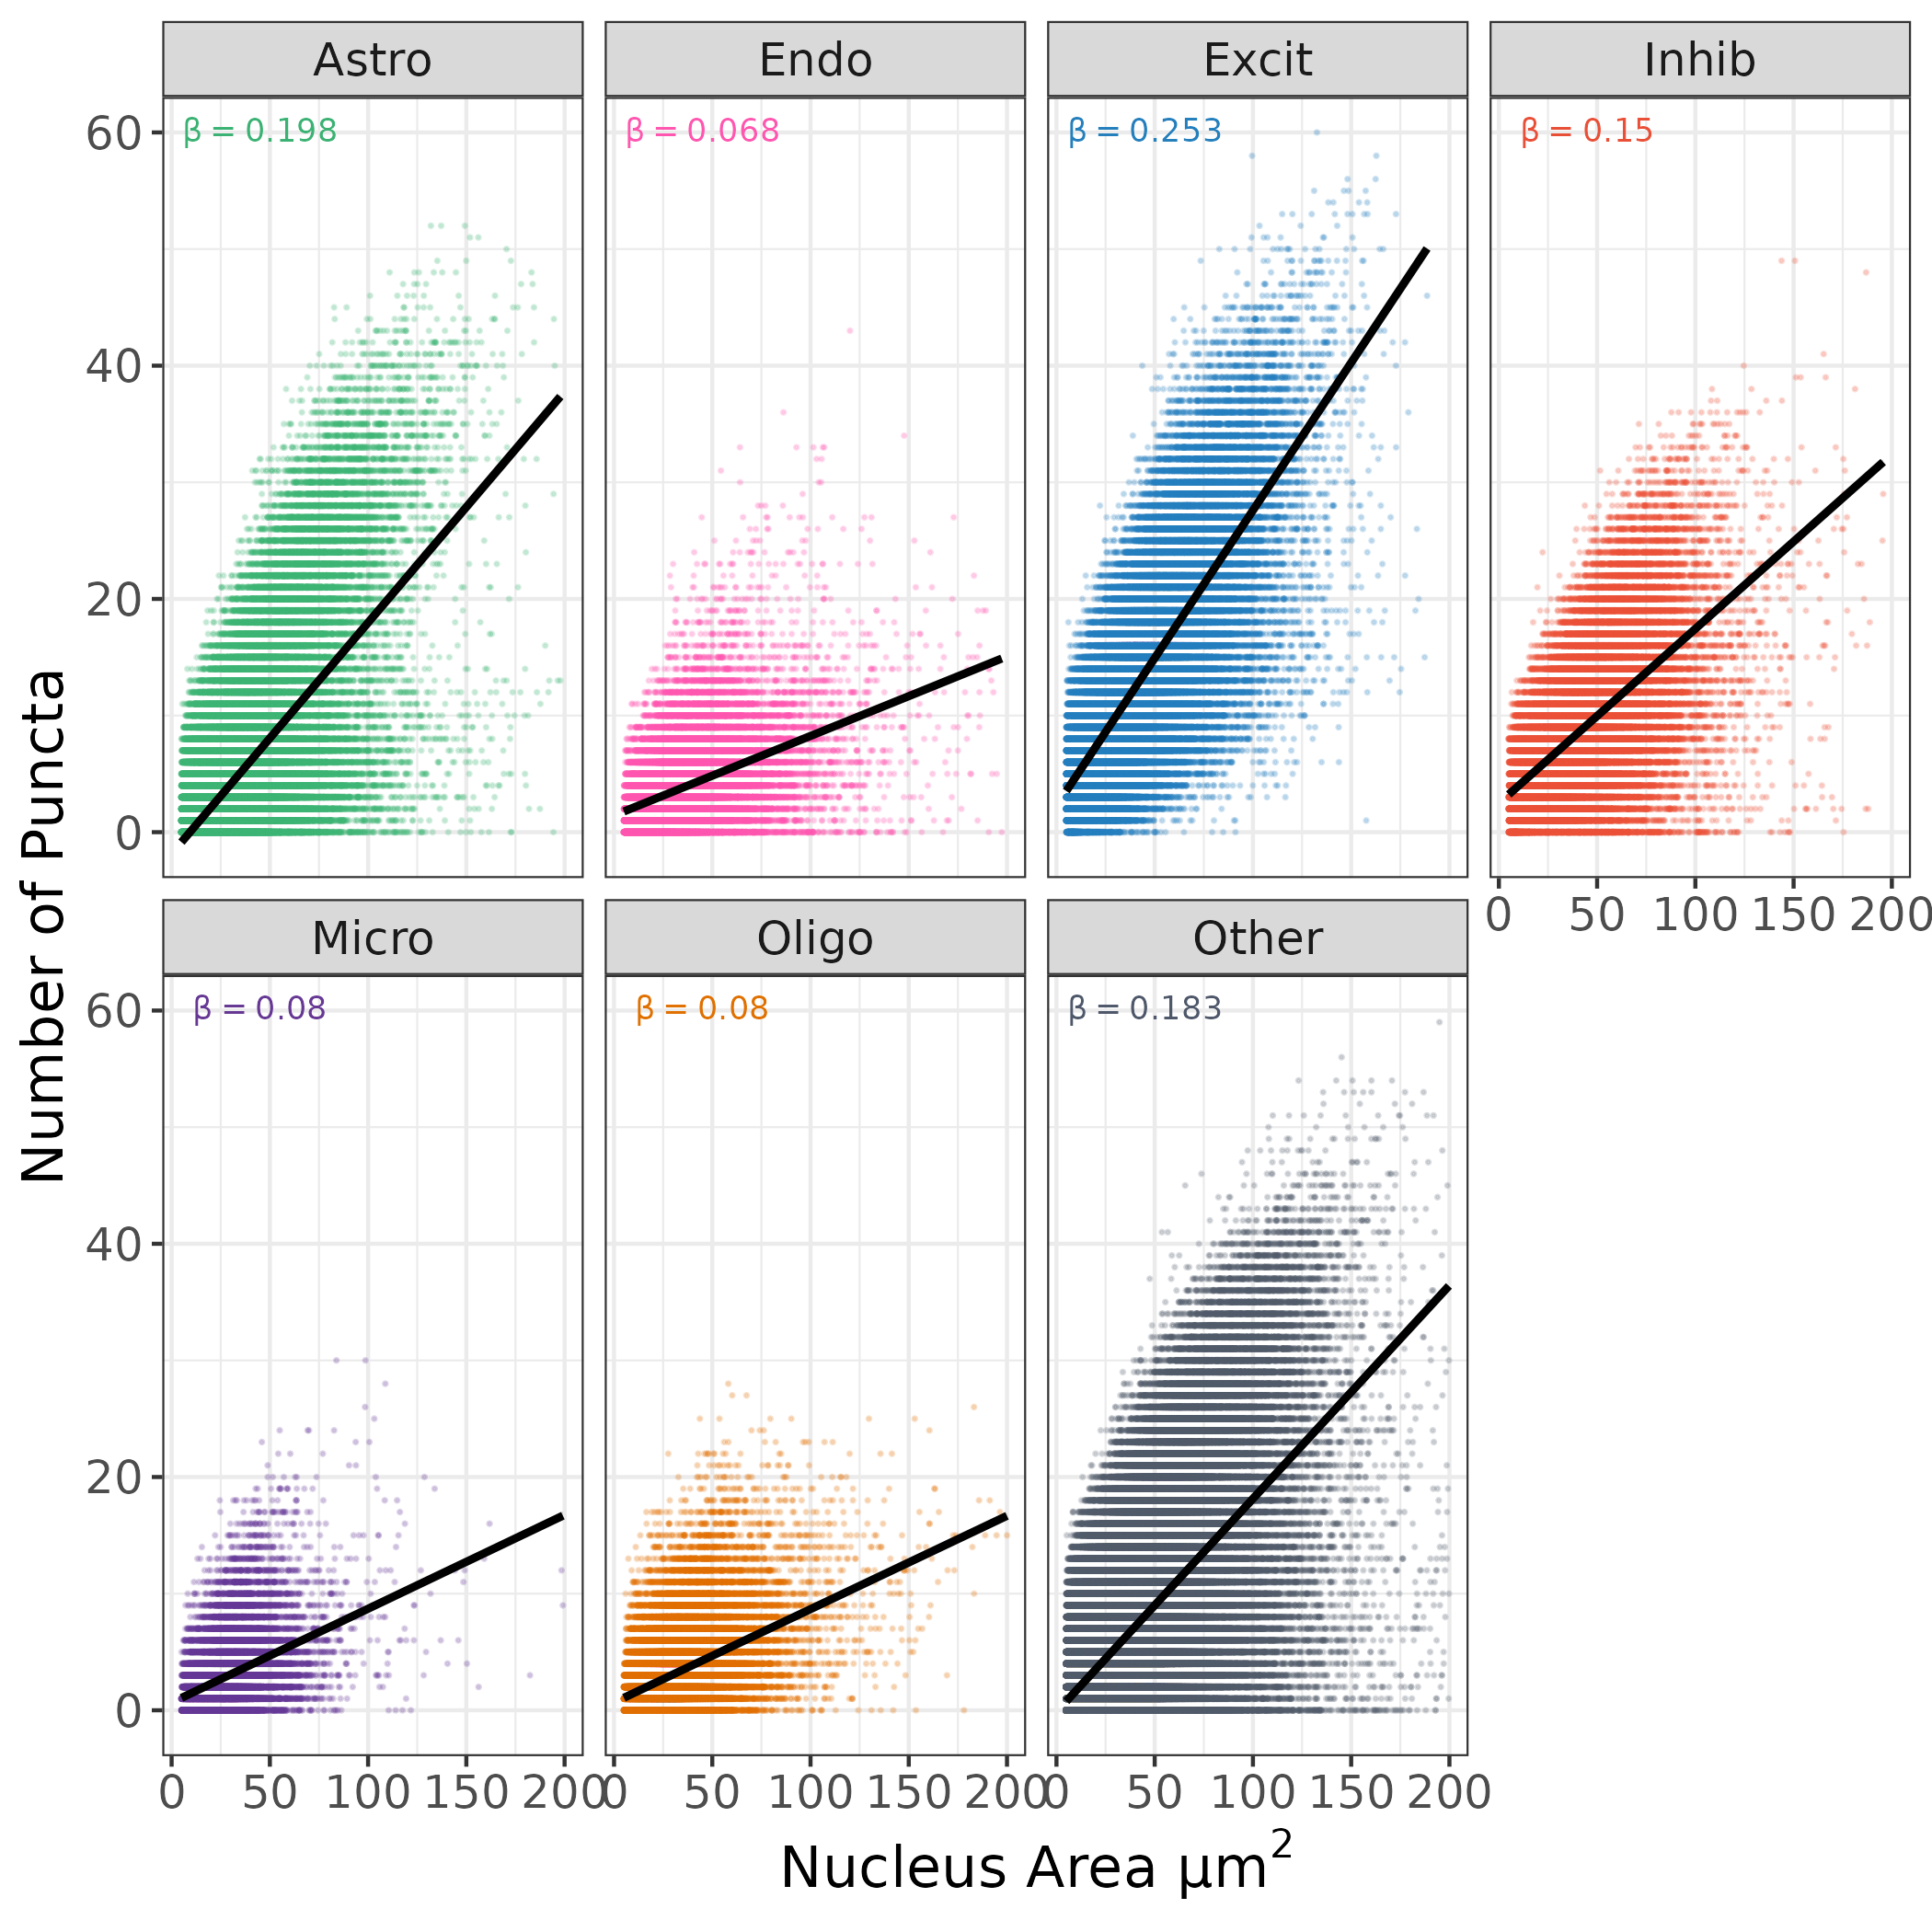 Astro
Endo
Excit
Inhib
β = 0.198
β = 0.068
β = 0.253
β = 0.15
60
40
20
0
0 50 100 150 200
Micro
Oligo
Other
β = 0.08
β = 0.08
β = 0.183
60
40
20
0
0 50 100 150 200
0 50 100 150 200
0 50 100 150 200
Number of Puncta
Nucleus Area µm²